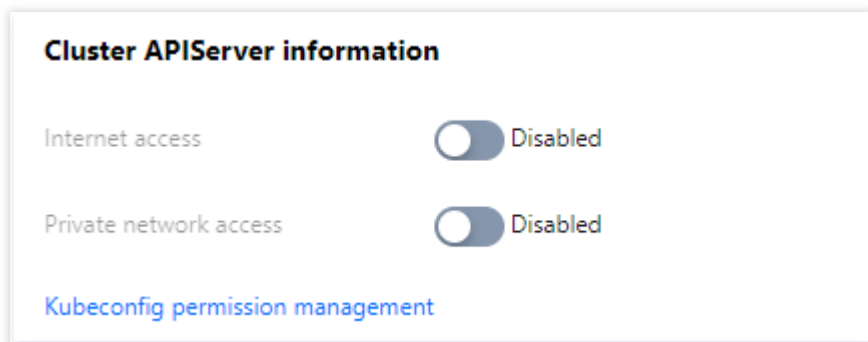 Cluster APIServer information
Internet access Disabled
Private network access Disabled
Kubeconfig permission management